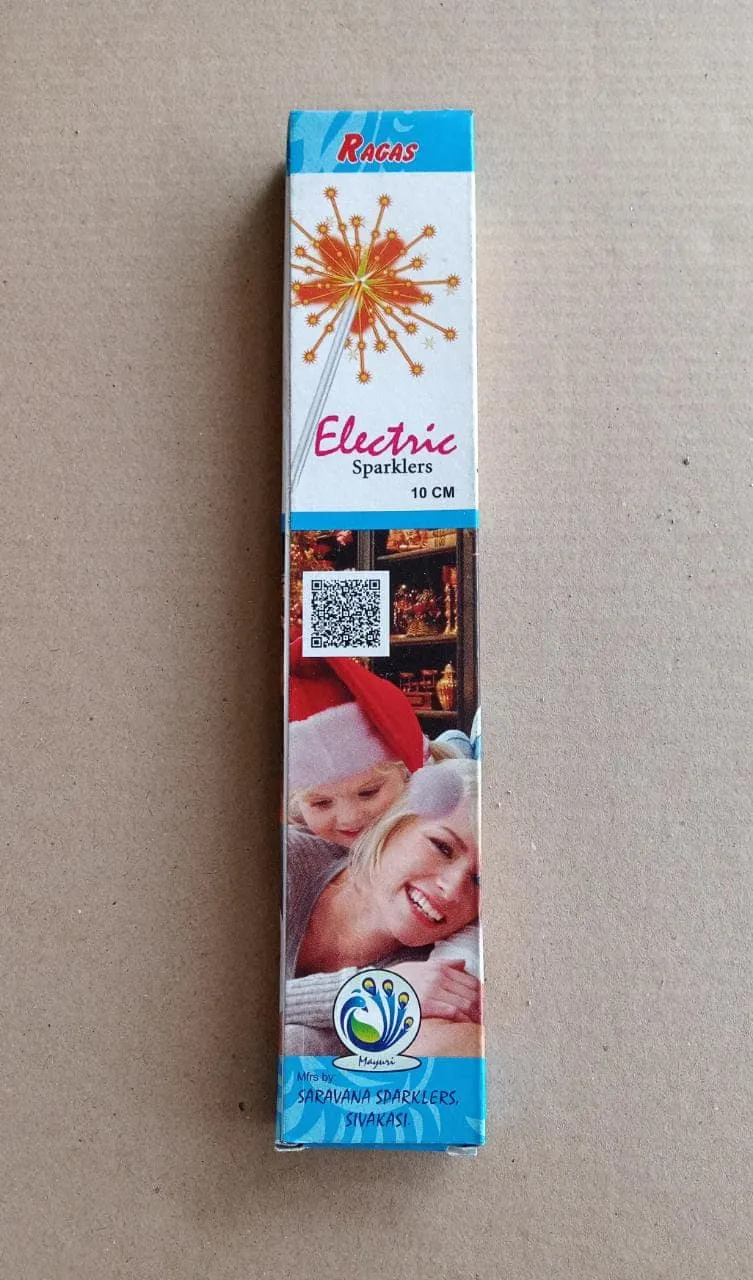 RAGAS
Electric
Sparklers
10 CM
Mayuri
Mfrs by
SARAVANA SPARKLERS,
SIVAKASI.